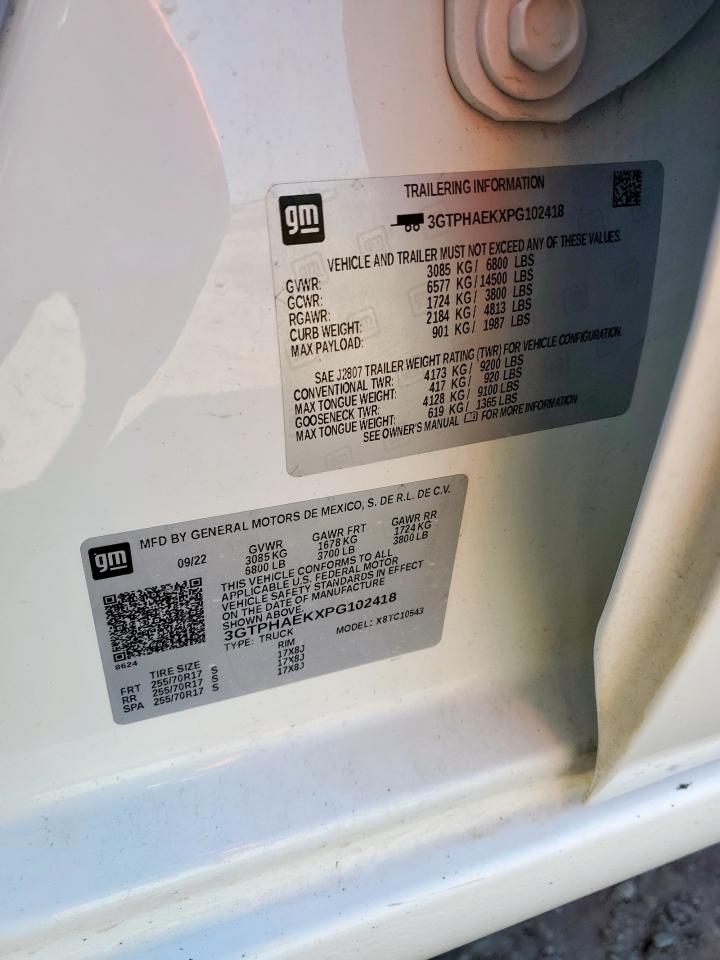 gm
TRAILERING INFORMATION
3GTPHAEKXPG102418
VEHICLE AND TRAILER MUST NOT EXCEED ANY OF THESE VALUES.
GVWR: 3085 KG/ 6800 LBS
GCWR: 6577 KG/ 14500 LBS
RGAWR: 1724 KG/ 3800 LBS
CURB WEIGHT: 2184 KG/ 4813 LBS
MAX PAYLOAD: 901 KG/ 1987 LBS
SAE J2807 TRAILER WEIGHT RATING (TWR) FOR VEHICLE CONFIGURATION.
CONVENTIONAL TWR: 4173 KG/ 9200 LBS
MAX TONGUE WEIGHT: 417 KG/ 920 LBS
GOOSENECK TWR: 4128 KG/ 9100 LBS
MAX TONGUE WEIGHT: 619 KG/ 1365 LBS
SEE OWNER'S MANUAL FOR MORE INFORMATION
gm
MFD BY GENERAL MOTORS DE MEXICO, S. DE R.L. DE C.V.
09/22 GVWR GAWR FRT GAWR RR
3085 KG 1678 KG 1724 KG
6800 LB 3700 LB 3800 LB
THIS VEHICLE CONFORMS TO ALL
APPLICABLE U.S. FEDERAL MOTOR
VEHICLE SAFETY STANDARDS IN EFFECT
ON THE DATE OF MANUFACTURE
SHOWN ABOVE.
3GTPHAEKXPG102418
TYPE: TRUCK MODEL: X8TC10543
8624
TIRE SIZE RIM
FRT 255/70R17 S 17X8J
RR 255/70R17 S 17X8J
SPA 255/70R17 S 17X8J